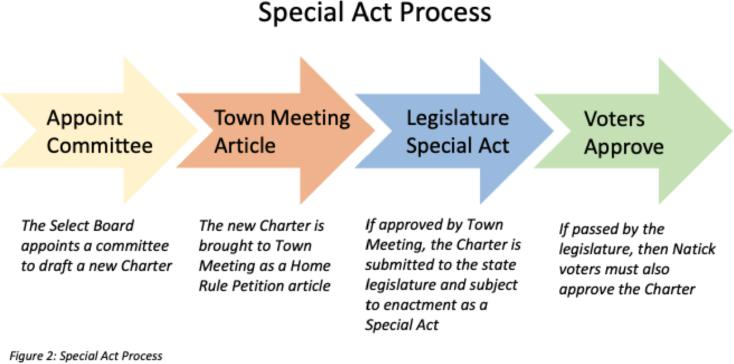 Special Act Process
Appoint
Committee
Town Meeting
Article
Legislature
Special Act
Voters
Approve
The Select Board
appoints a committee
to draft a new Charter
The new Charter is
brought to Town
Meeting as a Home
Rule Petition article
If approved by Town
Meeting, the Charter is
submitted to the state
legislature and subject
to enactment as a
Special Act
If passed by the
legislature, then Natick
voters must also
approve the Charter
Figure 2: Special Act Process